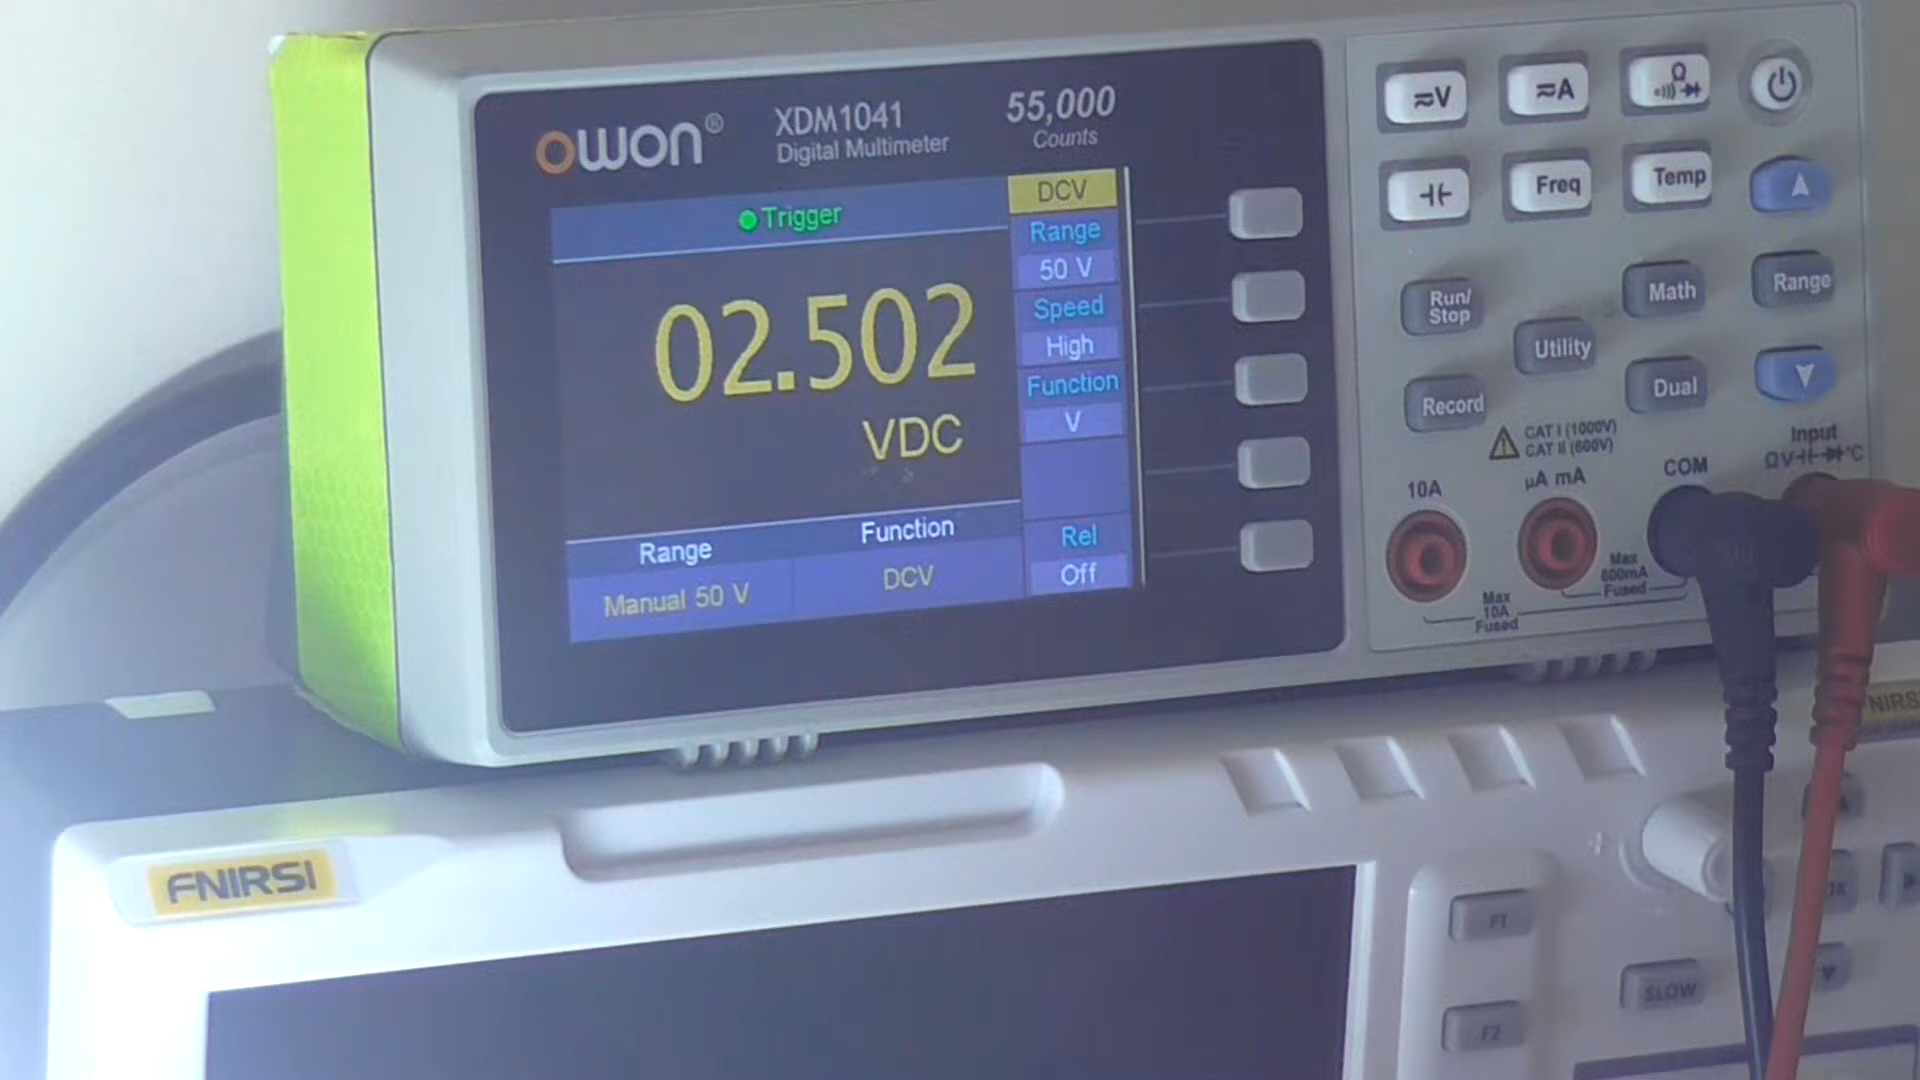 OWON®
XDM1041
Digital Multimeter
55,000
Counts
Trigger
02.502
VDC
Range
Function
Manual 50 V
DCV
DCV
Range
50 V
Speed
High
Function
V
Rel
Off
≂V
≂A
Ω
Freq
Temp
Run/
Stop
Math
Range
Utility
Record
Dual
CAT I (1000V)
CAT II (600V)
10A
µA mA
COM
Input
ΩV °C
Max
600mA
Fused
Max
10A
Fused
FNIRSI
F1
F2
SLOW